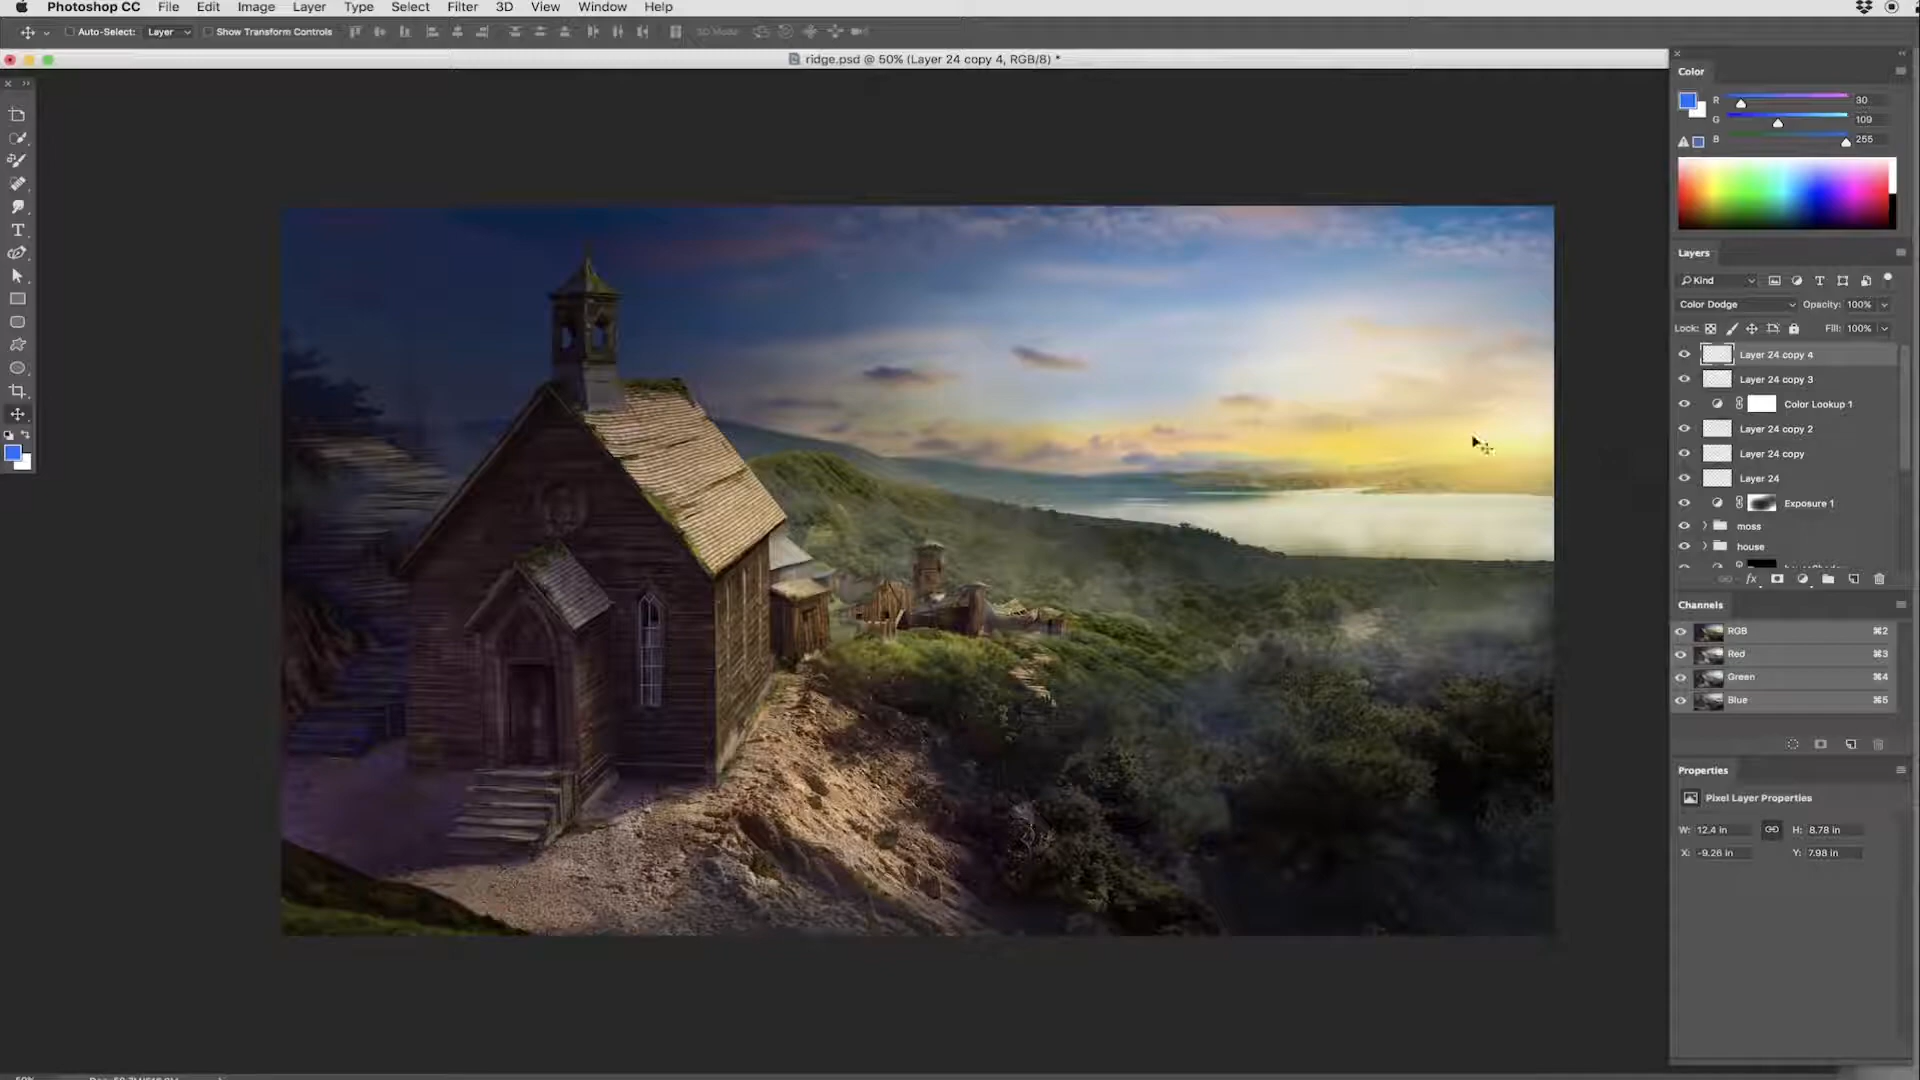 Photoshop CC File Edit Image Layer Type Select Filter 3D View Window Help
Auto-Select: Layer Show Transform Controls 3D Mode
ridge.psd @ 50% (Layer 24 copy 4, RGB/8) *
Color
R 30
G 109
B 255
Layers
Kind
Color Dodge Opacity: 100%
Lock: Fill: 100%
Layer 24 copy 4
Layer 24 copy 3
Color Lookup 1
Layer 24 copy 2
Layer 24 copy
Layer 24
Exposure 1
moss
house
fx
Channels
RGB ⌘2
Red ⌘3
Green ⌘4
Blue ⌘5
Properties
Pixel Layer Properties
W: 12.4 in H: 8.78 in
X: -9.26 in Y: 7.98 in